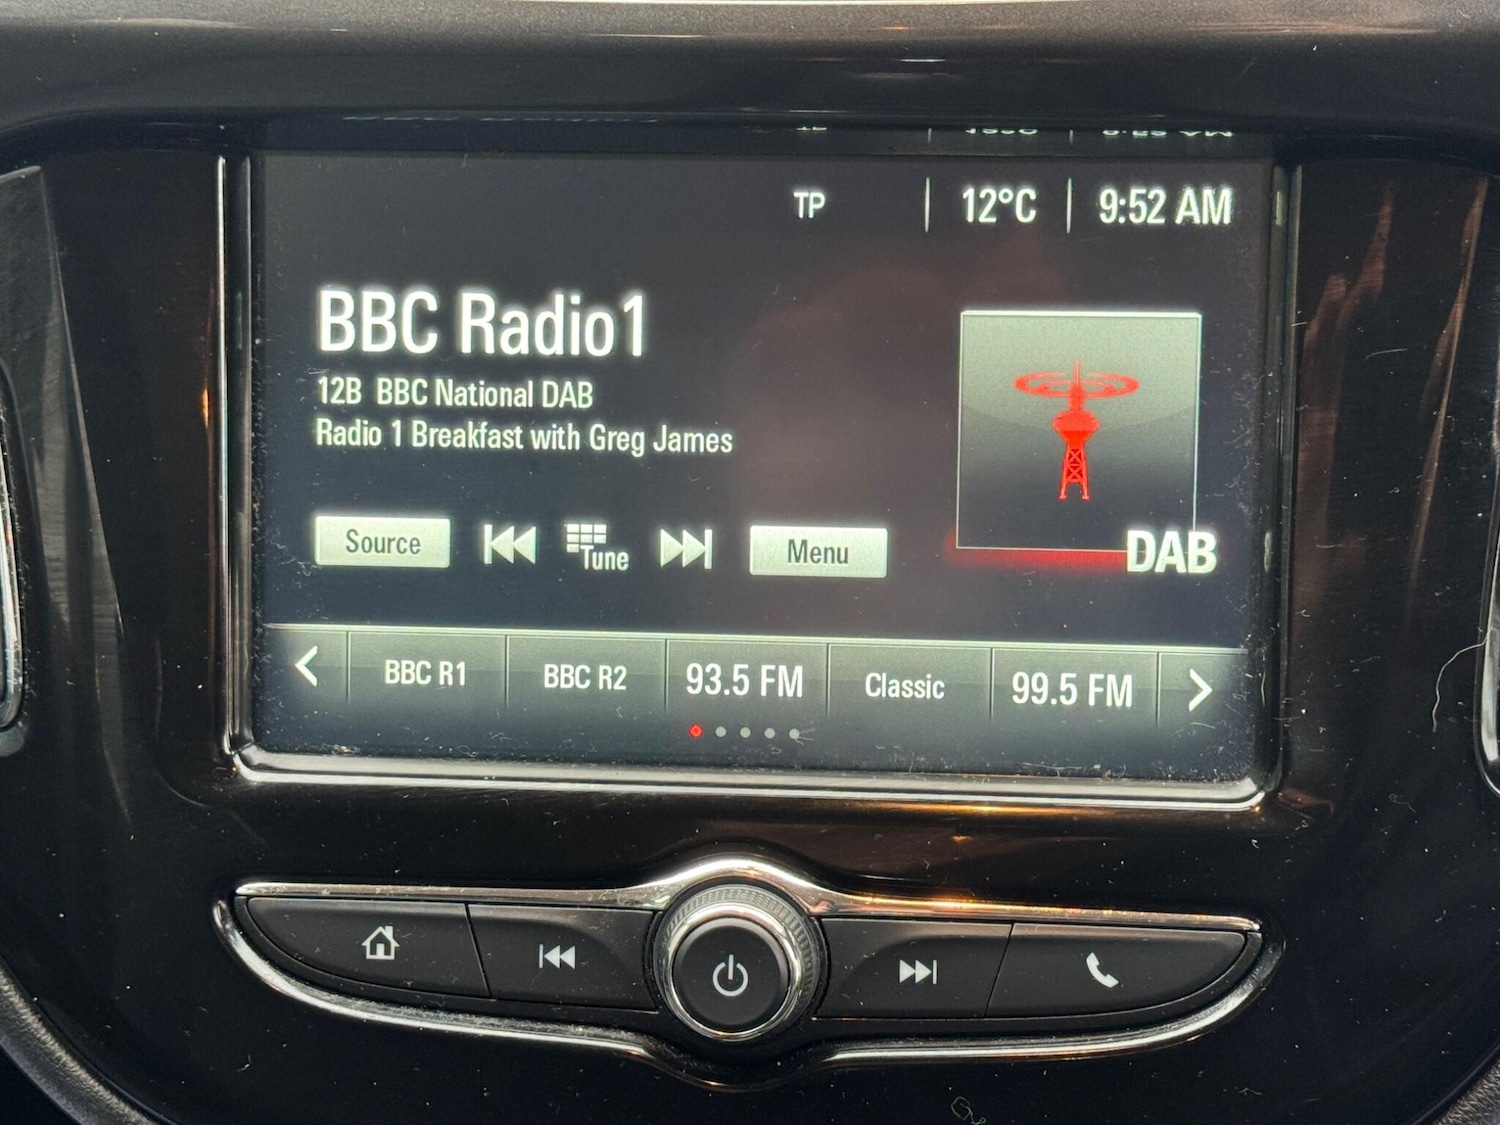 TP 12°C 9:52 AM
BBC Radio1
12B BBC National DAB
Radio 1 Breakfast with Greg James
Source Tune Menu
DAB
BBC R1 BBC R2 93.5 FM Classic 99.5 FM